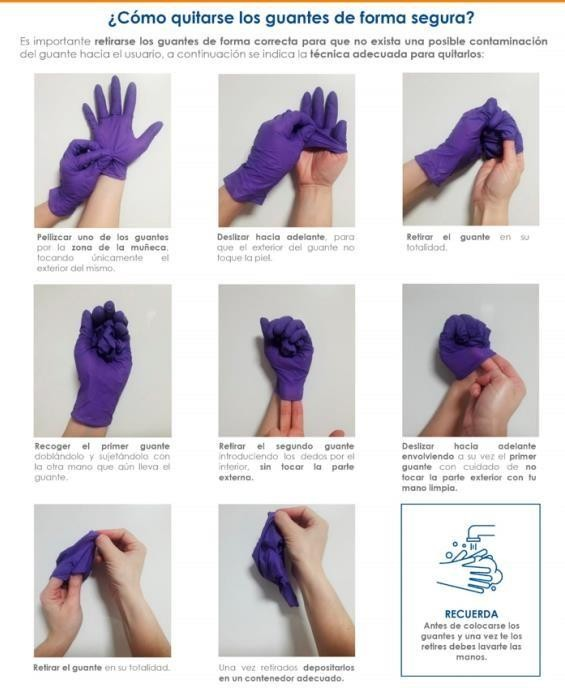 ¿Cómo quitarse los guantes de forma segura?
Es importante retirarse los guantes de forma correcta para que no exista una posible contaminación
del guante hacia el usuario, a continuación se indica la técnica adecuada para quitarlos:
Pellizcar uno de los guantes
por la zona de la muñeca,
tocando únicamente el
exterior del mismo.
Deslizar hacia adelante, para
que el exterior del guante no
toque la piel.
Retirar el guante en su
totalidad.
Recoger el primer guante
doblándolo y sujetándolo con
la otra mano que aún lleva el
guante.
Retirar el segundo guante
introduciendo los dedos por el
interior, sin tocar la parte
externa.
Deslizar hacia adelante
envolviendo a su vez el primer
guante con cuidado de no
tocar la parte exterior con tu
mano limpia.
Retirar el guante en su totalidad.
Una vez retirados depositarlos
en un contenedor adecuado.
RECUERDA
Antes de colocarse los
guantes y una vez te los
retires debes lavarte las
manos.